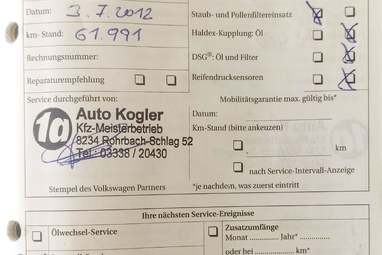 Datum: 3.7.2012
Staub- und Pollenfiltereinsatz
km-Stand: 61.991
Haldex-Kupplung: Öl
Rechnungsnummer:
DSG®: Öl und Filter
Reparaturempfehlung
Reifendrucksensoren
Service durchgeführt von:
Mobilitätsgarantie max. gültig bis*
1a Auto Kogler
Kfz-Meisterbetrieb
8234 Rohrbach-Schlag 52
Tel.: 03338 / 20430
Datum:
Km-Stand (bitte ankeuzen)
km
nach Service-Intervall-Anzeige
Stempel des Volkswagen Partners
*je nachdem, was zuerst eintritt
Ihre nächsten Service-Ereignisse
Ölwechsel-Service
Zusatzumfänge
Monat Jahr*
oder bei km*